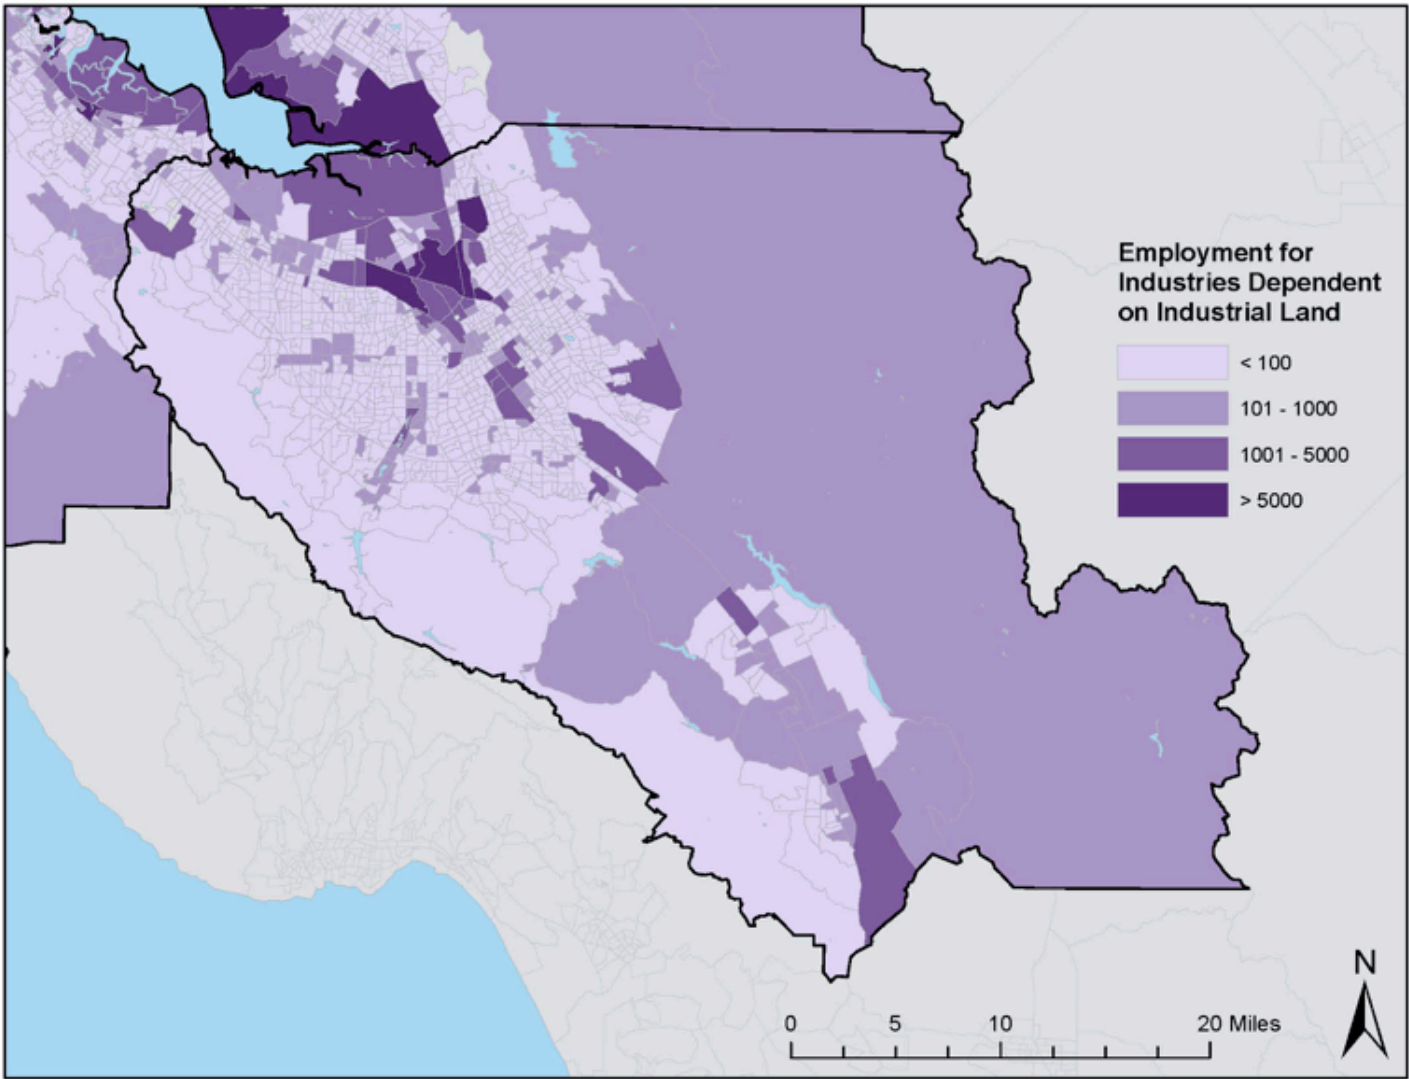 Employment for
Industries Dependent
on Industrial Land
< 100
101 - 1000
1001 - 5000
> 5000
N
0 5 10 20 Miles